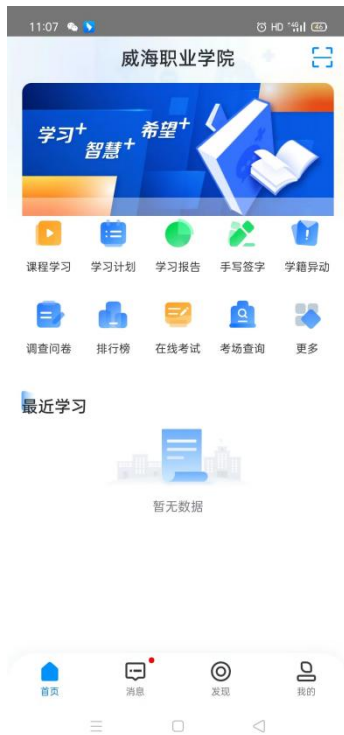 11:07 HD 4G 46
威海职业学院
学习+ 智慧+ 希望+
课程学习 学习计划 学习报告 手写签字 学籍异动
调查问卷 排行榜 在线考试 考场查询 更多
最近学习
暂无数据
首页 消息 发现 我的